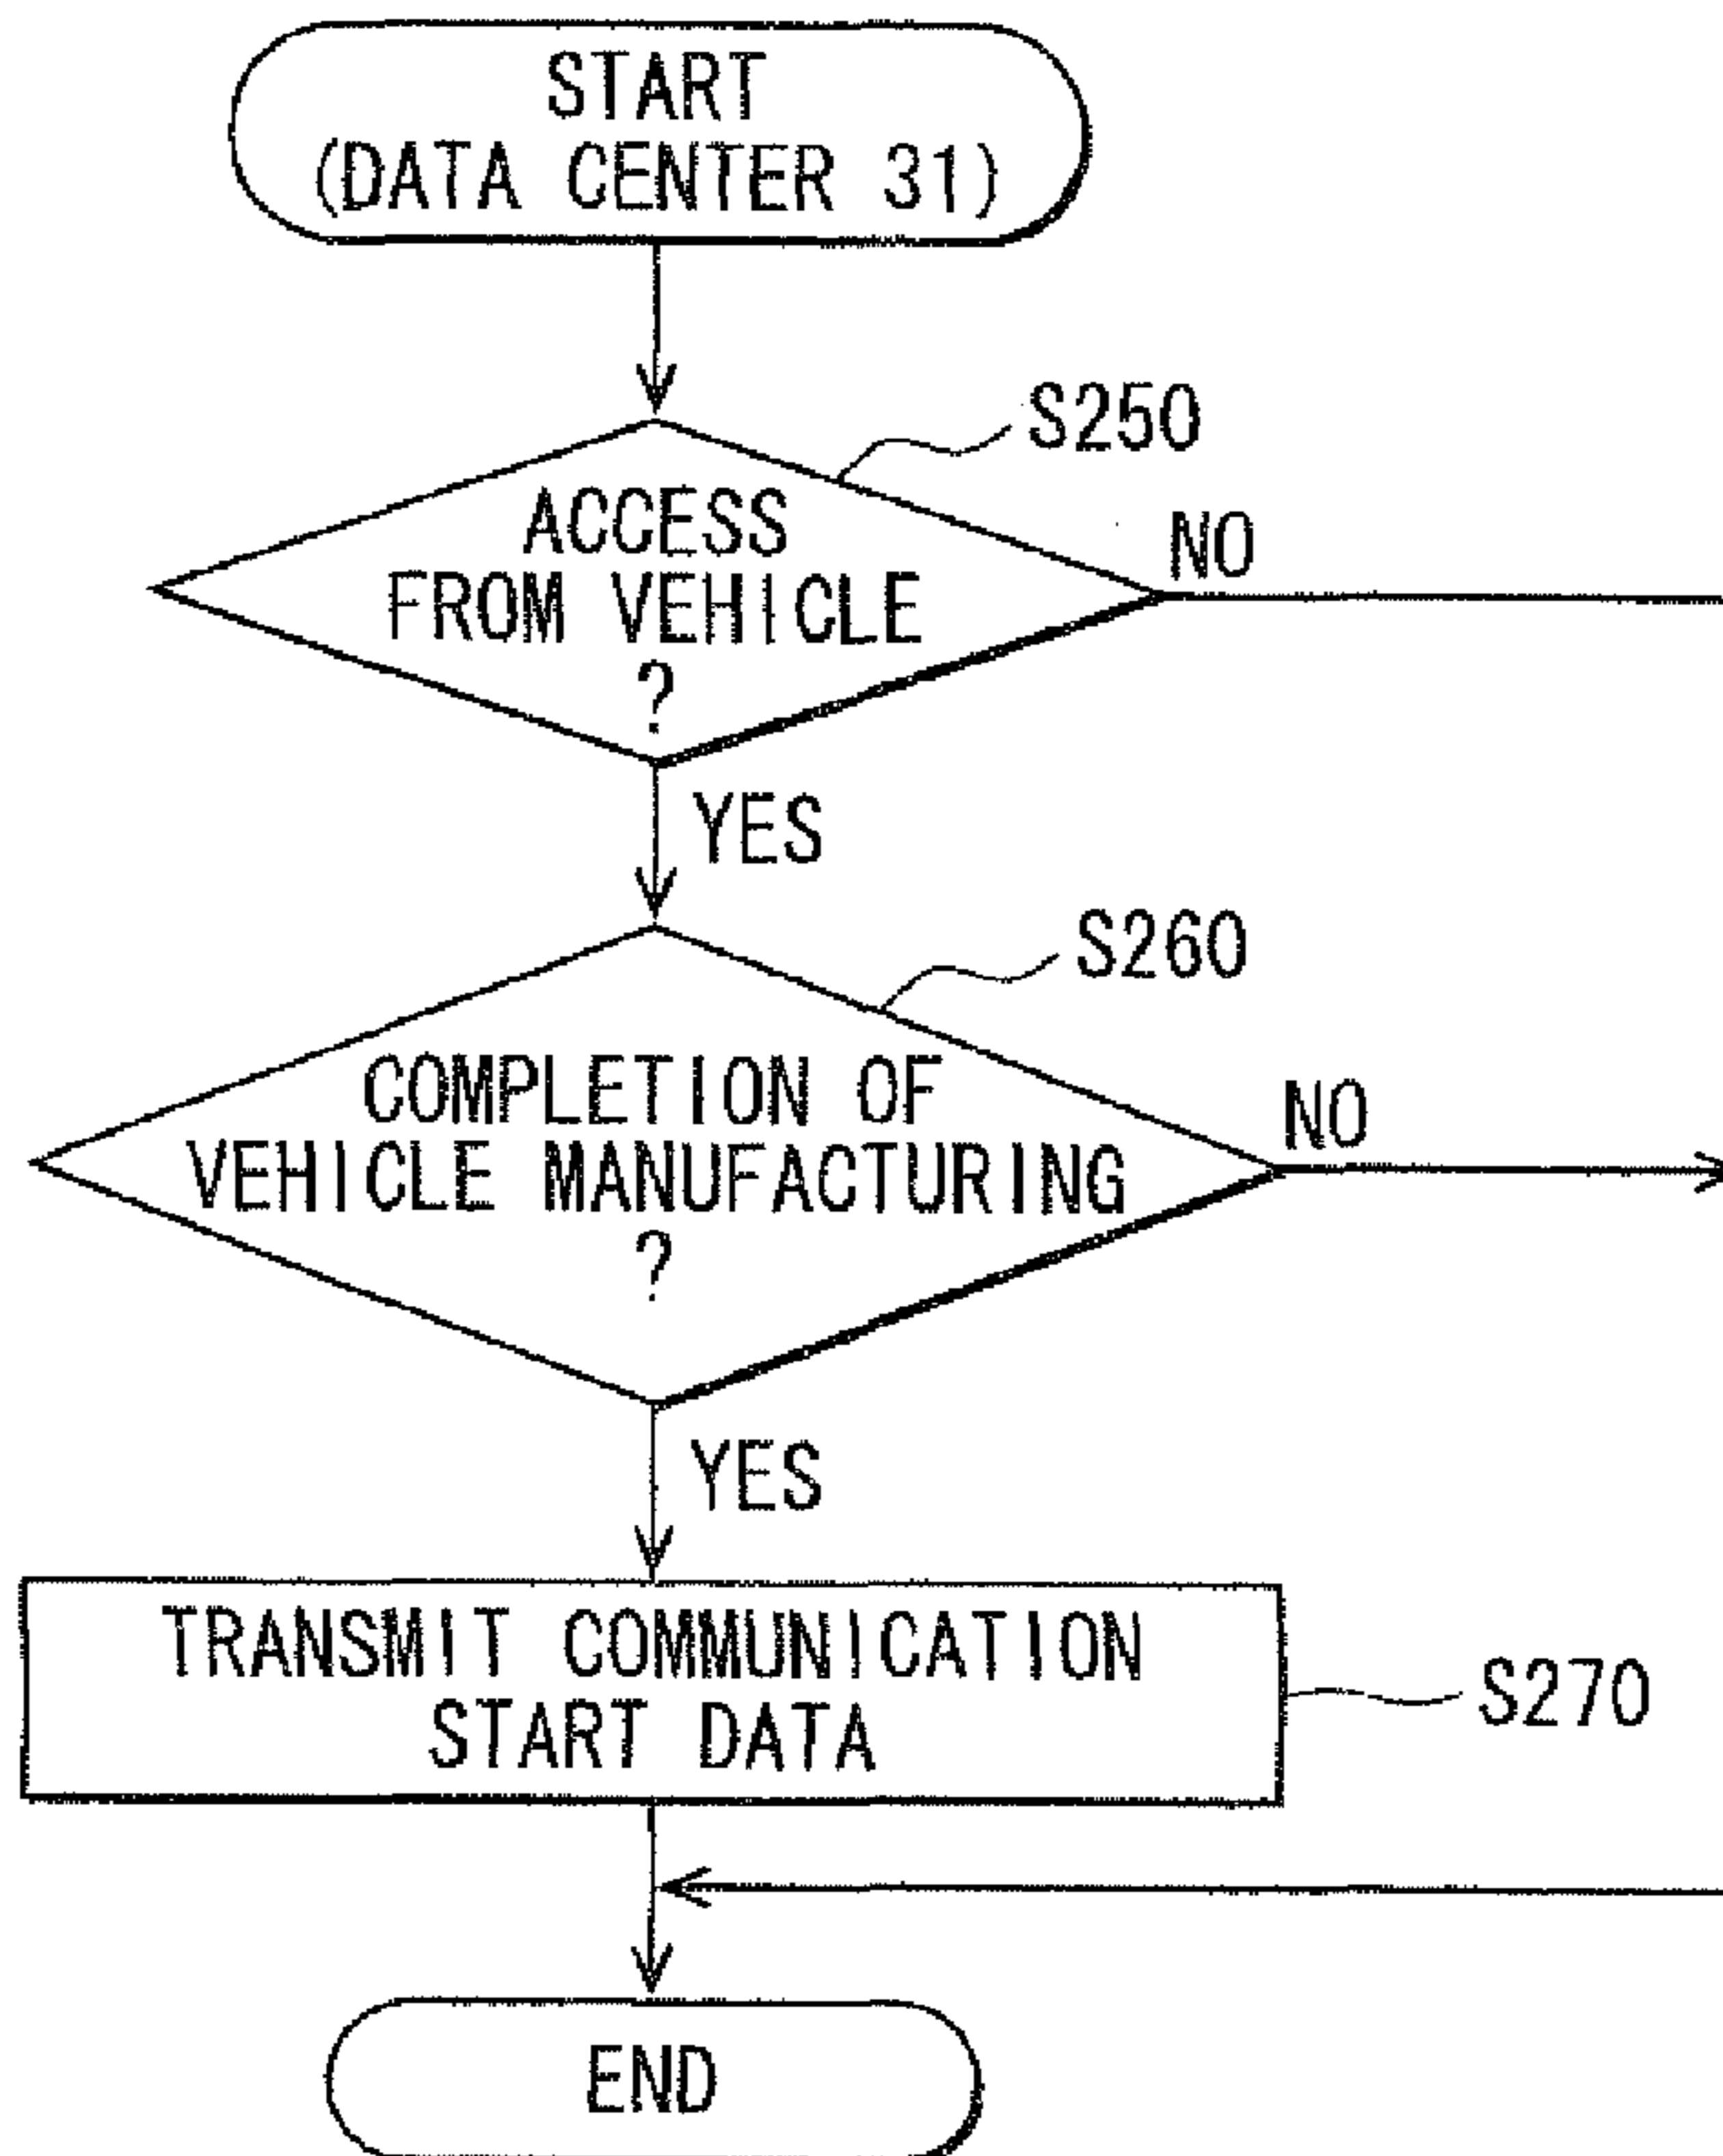 START
(DATA CENTER 31)
S250
ACCESS
FROM VEHICLE
?
NO
YES
S260
COMPLETION OF
VEHICLE MANUFACTURING
?
NO
YES
TRANSMIT COMMUNICATION
START DATA
S270
END